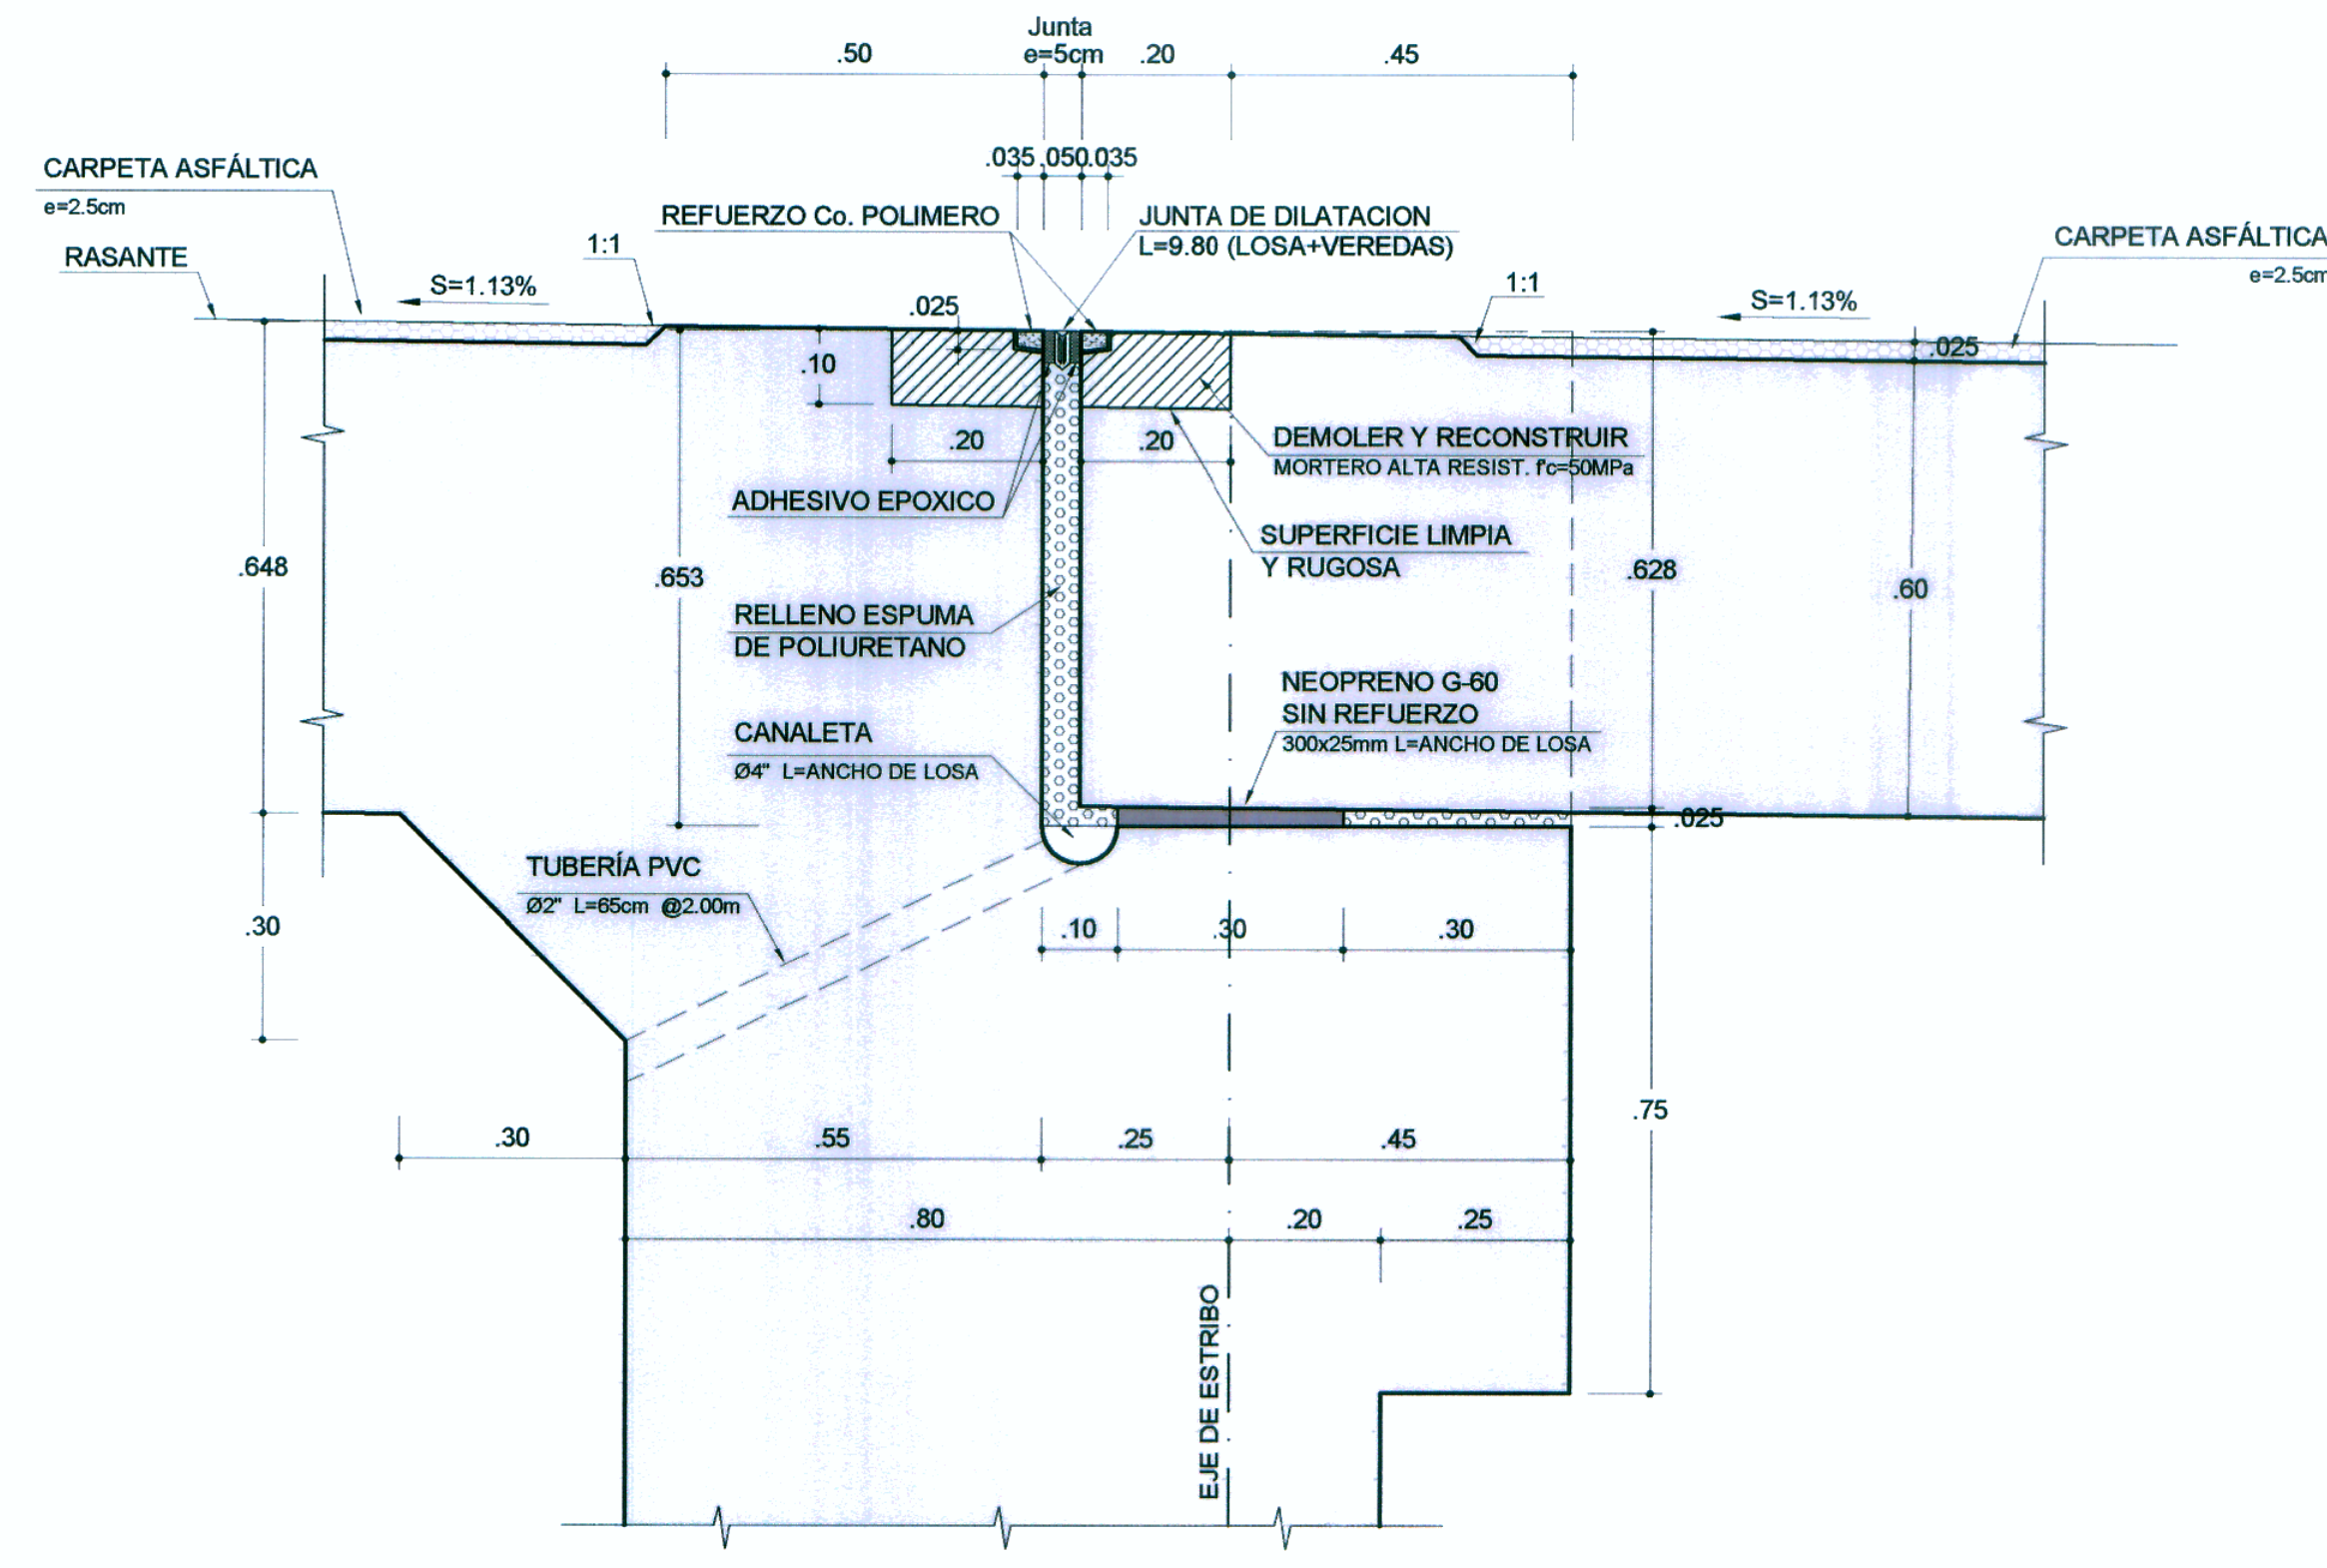 Junta
.50
e=5cm
.20
.45
.035
.050
.035
CARPETA ASFÁLTICA
e=2.5cm
REFUERZO Co. POLIMERO
JUNTA DE DILATACION
L=9.80 (LOSA+VEREDAS)
RASANTE
1:1
CARPETA ASFÁLTICA
e=2.5cm
S=1.13%
1:1
S=1.13%
.025
.025
.10
.20
.20
DEMOLER Y RECONSTRUIR
MORTERO ALTA RESIST. f'c=50MPa
ADHESIVO EPOXICO
SUPERFICIE LIMPIA
Y RUGOSA
.648
.653
.628
.60
RELLENO ESPUMA
DE POLIURETANO
NEOPRENO G-60
SIN REFUERZO
300x25mm L=ANCHO DE LOSA
CANALETA
Ø4" L=ANCHO DE LOSA
.025
TUBERÍA PVC
Ø2" L=65cm @2.00m
.30
.10
.30
.30
.30
.55
.25
.45
.75
.80
.20
.25
EJE DE ESTRIBO